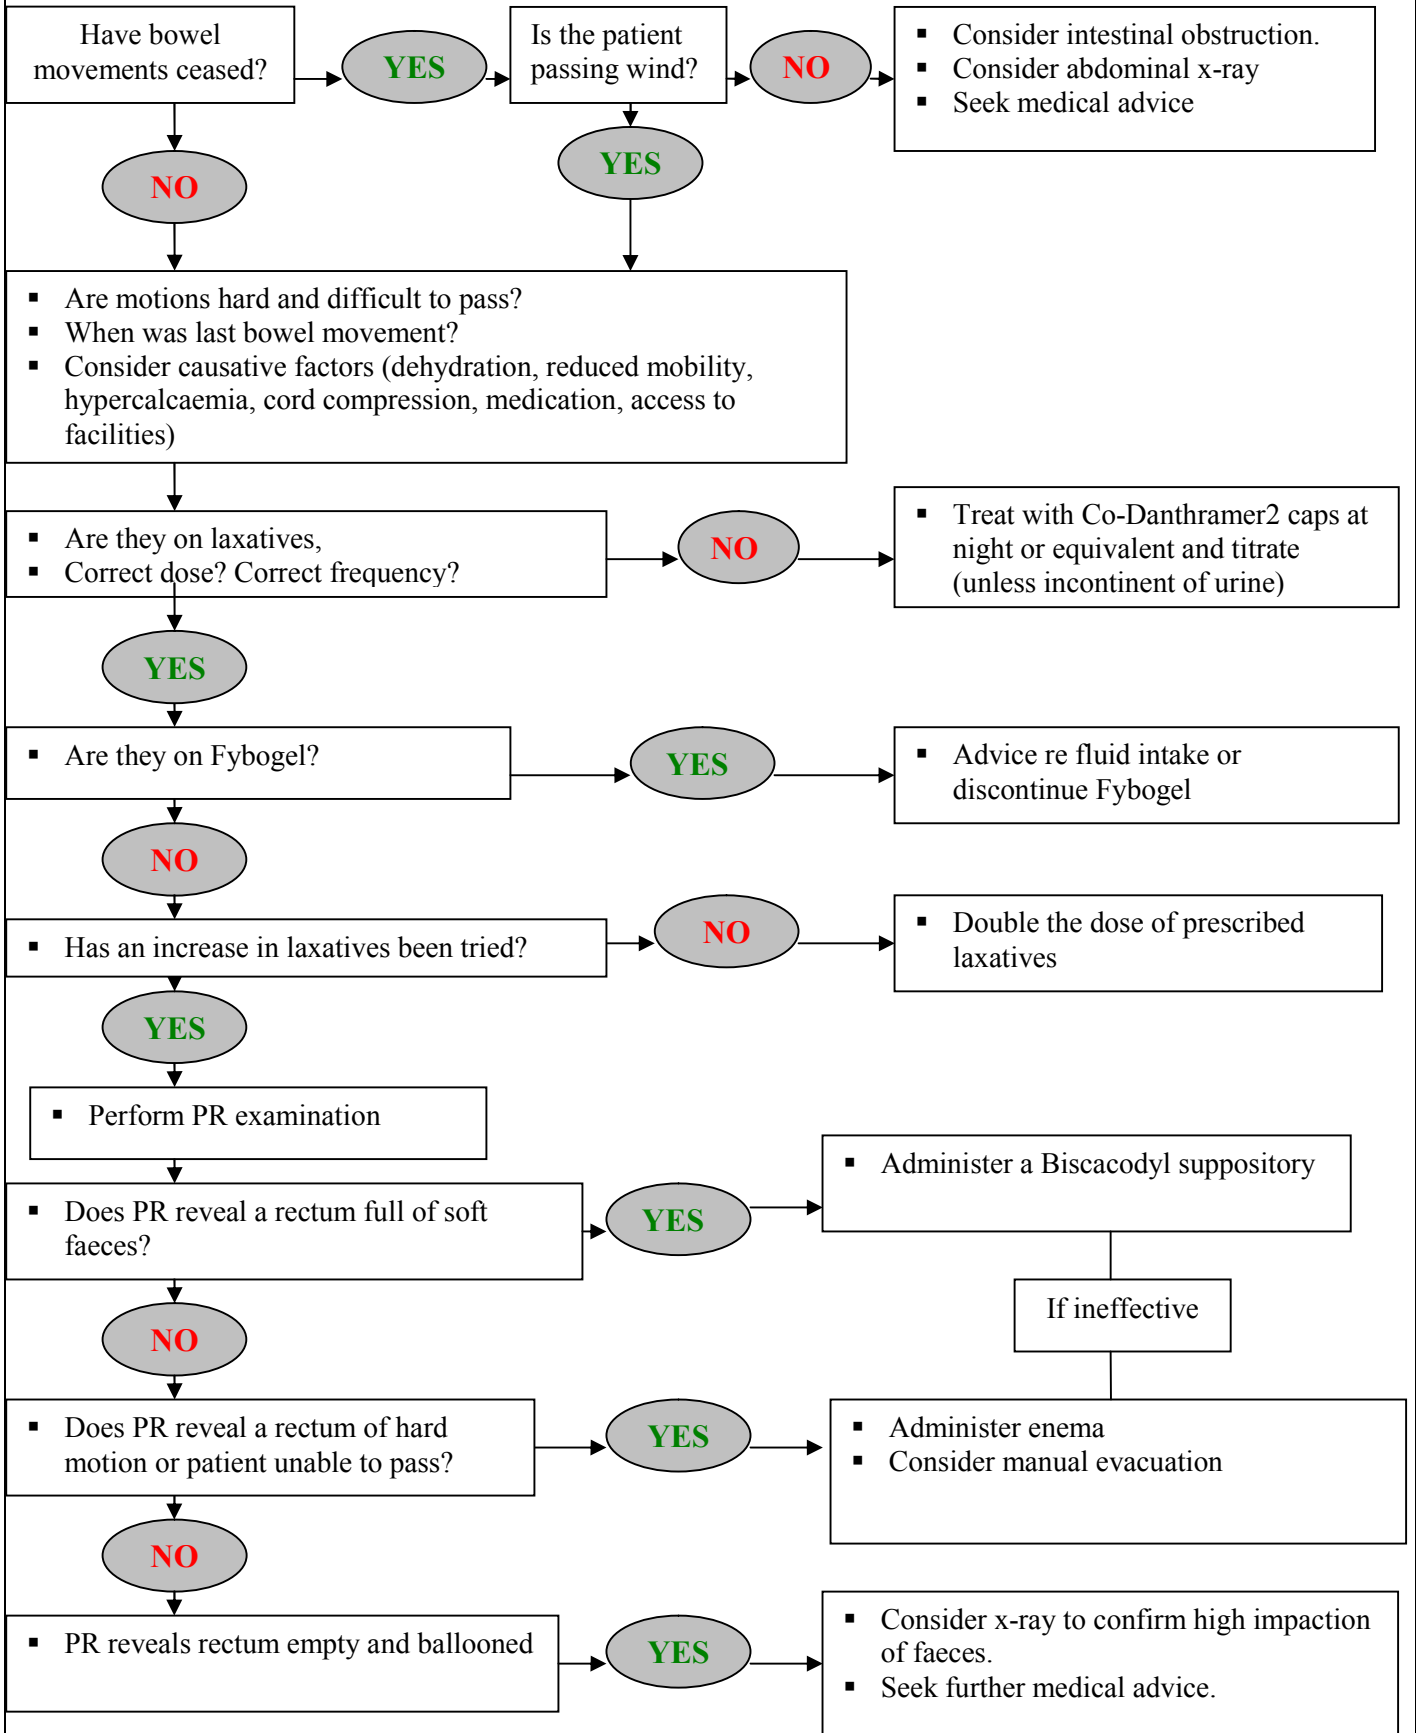 Have bowel
movements ceased?
YES
Is the patient
passing wind?
NO
▪ Consider intestinal obstruction.
▪ Consider abdominal x-ray
▪ Seek medical advice
NO
YES
▪ Are motions hard and difficult to pass?
▪ When was last bowel movement?
▪ Consider causative factors (dehydration, reduced mobility,
hypercalcaemia, cord compression, medication, access to
facilities)
▪ Are they on laxatives,
▪ Correct dose? Correct frequency?
NO
▪ Treat with Co-Danthramer2 caps at
night or equivalent and titrate
(unless incontinent of urine)
YES
▪ Are they on Fybogel?
YES
▪ Advice re fluid intake or
discontinue Fybogel
NO
▪ Has an increase in laxatives been tried?
NO
▪ Double the dose of prescribed
laxatives
YES
▪ Perform PR examination
▪ Does PR reveal a rectum full of soft
faeces?
YES
▪ Administer a Biscacodyl suppository
If ineffective
NO
▪ Does PR reveal a rectum of hard
motion or patient unable to pass?
YES
▪ Administer enema
▪ Consider manual evacuation
NO
▪ PR reveals rectum empty and ballooned
YES
▪ Consider x-ray to confirm high impaction
of faeces.
▪ Seek further medical advice.